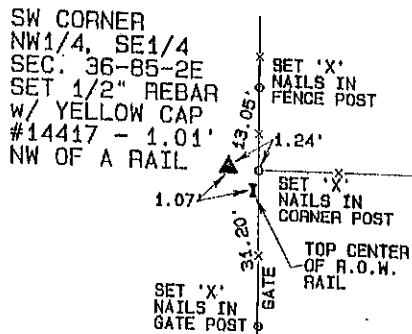 SW CORNER
NW1/4, SE1/4
SEC. 36-85-2E
SET 1/2" REBAR
W/ YELLOW CAP
#14417 - 1.01'
NW OF A RAIL
SET 'X'
NAILS IN
FENCE POST
13.05'
1.24'
SET 'X'
NAILS IN
CORNER POST
1.07'
31.20'
TOP CENTER
OF R.O.W.
RAIL
GATE
SET 'X'
NAILS IN
GATE POST